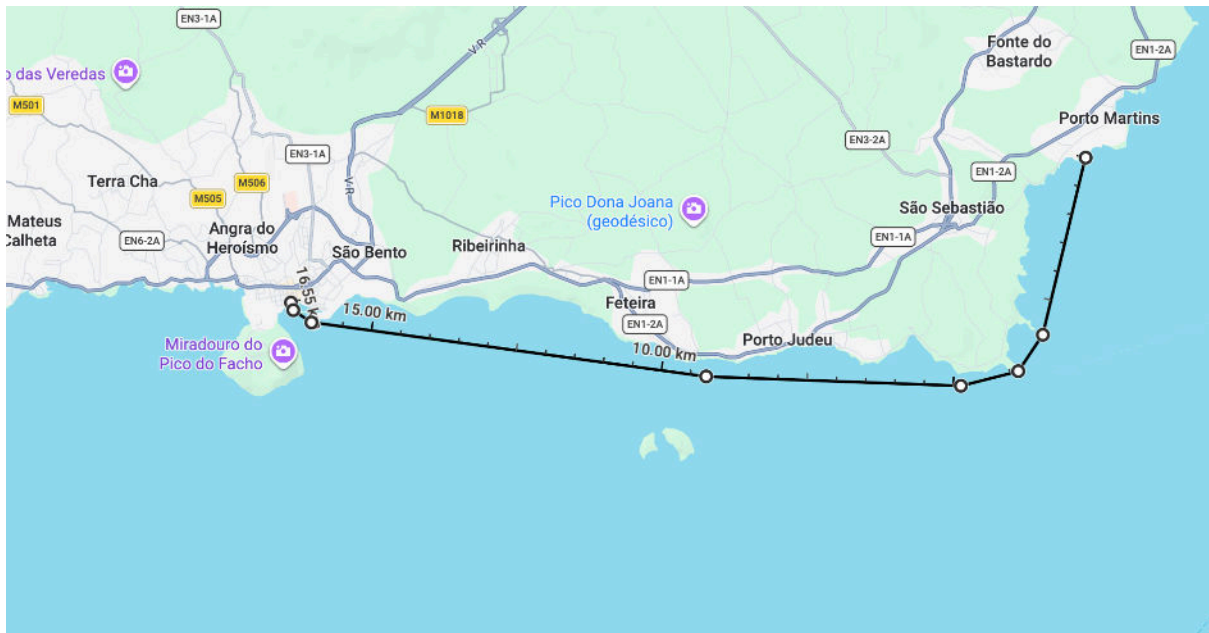 EN3-1A
V-R
Fonte do
Bastardo
EN1-2A
o das Veredas
M501
M1018
Porto Martins
EN3-1A
EN3-2A
Terra Cha
M506
V-R
EN1-2A
M505
Pico Dona Joana
(geodésico)
São Sebastião
Mateus
Calheta
EN6-2A
Angra do
Heroísmo
São Bento
Ribeirinha
EN1-1A
EN1-1A
16.55 k
15.00 km
Feteira
EN1-2A
Miradouro do
Pico do Facho
10.00 km
Porto Judeu